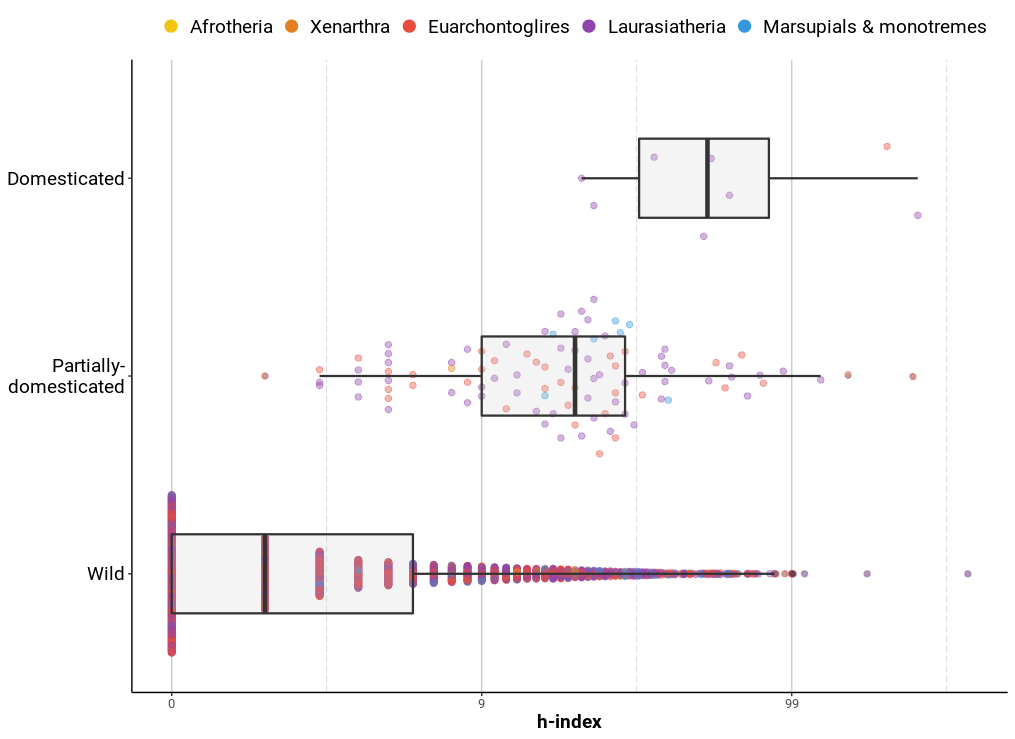 Afrotheria Xenarthra Euarchontoglires Laurasiatheria Marsupials & monotremes
Domesticated
Partially-
domesticated
Wild
0 9 99
h-index